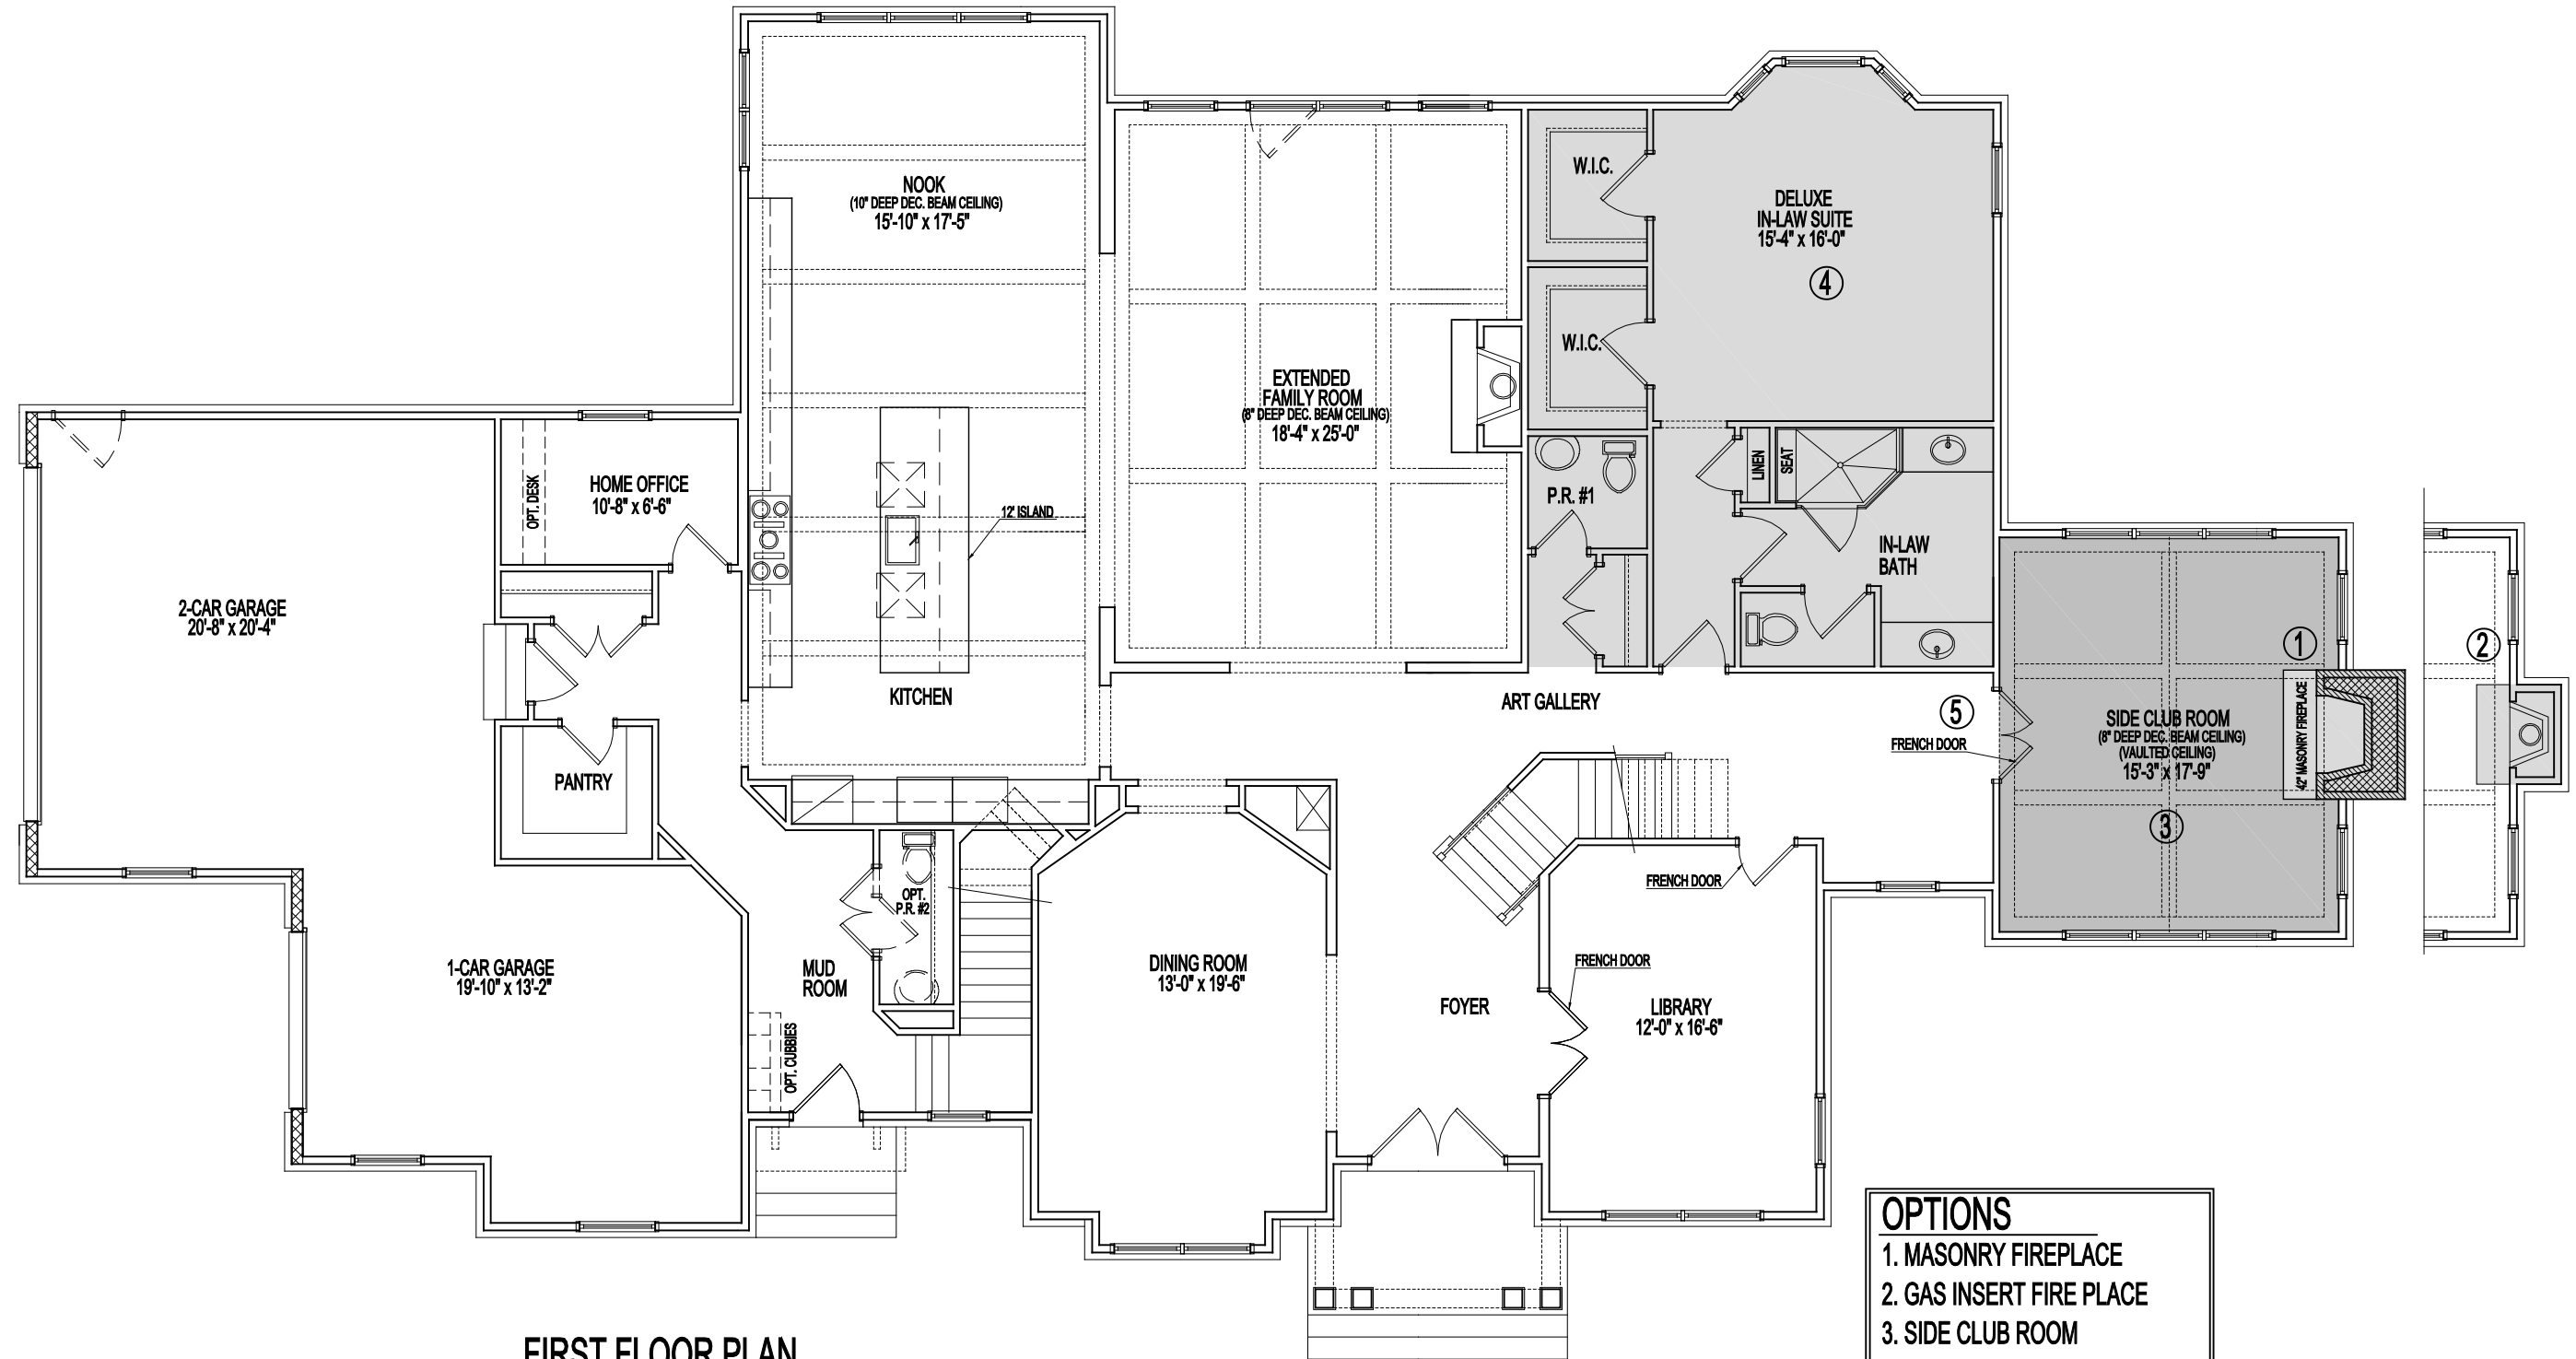 NOOK
(10" DEEP DEC. BEAM CEILING)
15'-10" x 17'-5"
W.I.C.
DELUXE
IN-LAW SUITE
15'-4" x 16'-0"
4
W.I.C.
EXTENDED
FAMILY ROOM
(8" DEEP DEC. BEAM CEILING)
18'-4" x 25'-0"
HOME OFFICE
10'-8" x 6'-6"
OPT. DESK
12' ISLAND
P.R. #1
LINEN
SEAT
IN-LAW
BATH
2-CAR GARAGE
20'-8" x 20'-4"
KITCHEN
ART GALLERY
5
FRENCH DOOR
SIDE CLUB ROOM
(8" DEEP DEC. BEAM CEILING)
(VAULTED CEILING)
15'-3" x 17'-9"
1
42" MASONRY FIREPLACE
2
3
PANTRY
OPT.
P.R. #2
FRENCH DOOR
1-CAR GARAGE
19'-10" x 13'-2"
MUD
ROOM
OPT. CUBBIES
DINING ROOM
13'-0" x 19'-6"
FOYER
FRENCH DOOR
LIBRARY
12'-0" x 16'-6"
OPTIONS
1. MASONRY FIREPLACE
2. GAS INSERT FIRE PLACE
3. SIDE CLUB ROOM
FIRST FLOOR PLAN